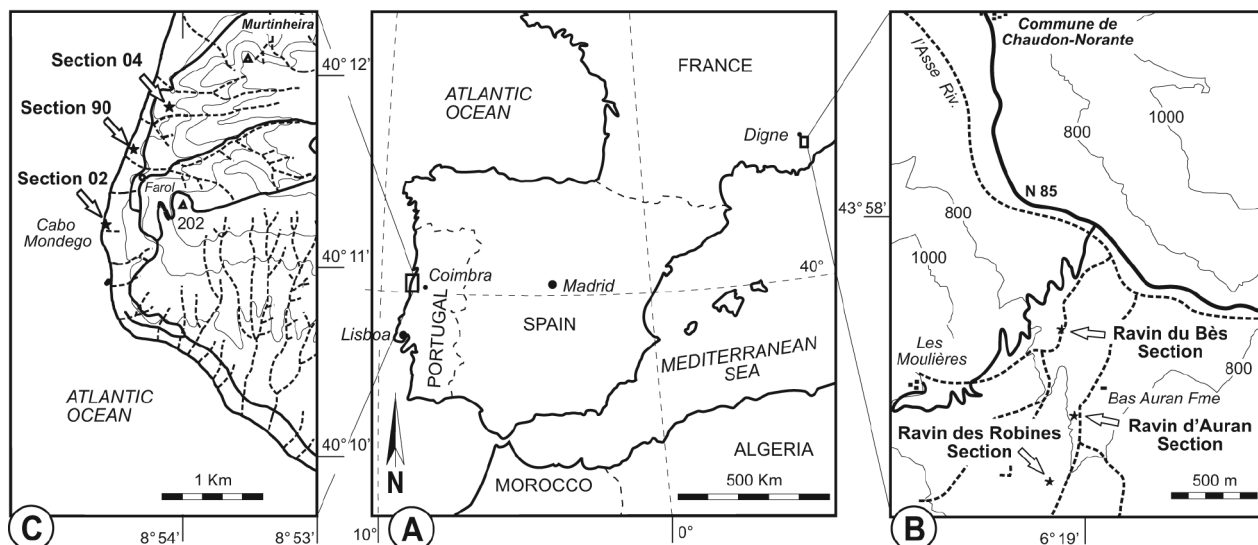 Murtinheira
Section 04
Section 90
Section 02
Farol
202
Cabo
Mondego
ATLANTIC
OCEAN
1 Km
C
8°54'
8°53'
40°12'
40°11'
40°10'
ATLANTIC
OCEAN
FRANCE
Digne
Coimbra
Madrid
40°
Lisboa
PORTUGAL
SPAIN
MEDITERRANEAN
SEA
ALGERIA
MOROCCO
N
500 Km
A
10°
0°
Commune de
Chaudon-Norante
l'Asse Riv.
1000
800
N 85
43°58'
800
1000
Ravin du Bès
Section
Les
Moulières
800
Bas Auran Fme
Ravin d'Auran
Section
Ravin des Robines
Section
500 m
B
6°19'